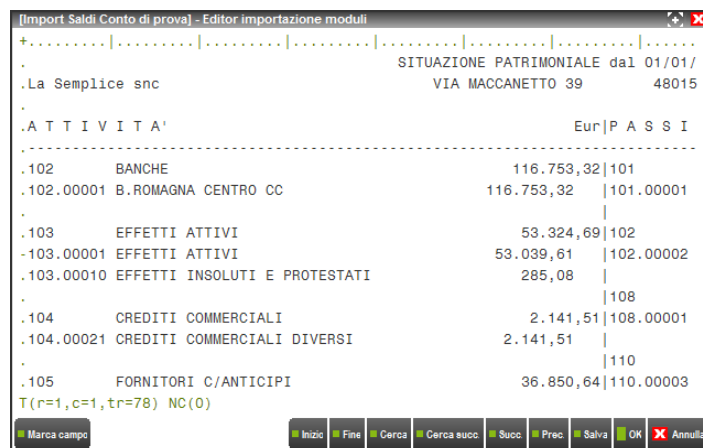 [Import Saldi Conto di prova] - Editor importazione moduli
+.........|.........|.........|.........|.........|.........|.........|......
. SITUAZIONE PATRIMONIALE dal 01/01/
.La Semplice snc VIA MACCANETTO 39 48015
.
.A T T I V I T A' Eur|P A S S I
.----------------------------------------------------------------------------
.102 BANCHE 116.753,32|101
.102.00001 B.ROMAGNA CENTRO CC 116.753,32 |101.00001
. |
.103 EFFETTI ATTIVI 53.324,69|102
-103.00001 EFFETTI ATTIVI 53.039,61 |102.00002
.103.00010 EFFETTI INSOLUTI E PROTESTATI 285,08 |
. |108
.104 CREDITI COMMERCIALI 2.141,51|108.00001
.104.00021 CREDITI COMMERCIALI DIVERSI 2.141,51 |
. |110
.105 FORNITORI C/ANTICIPI 36.850,64|110.00003
T(r=1,c=1,tr=78) NC(0)
Marca campo Inizio Fine Cerca Cerca succ. Succ. Prec. Salva OK Annulla